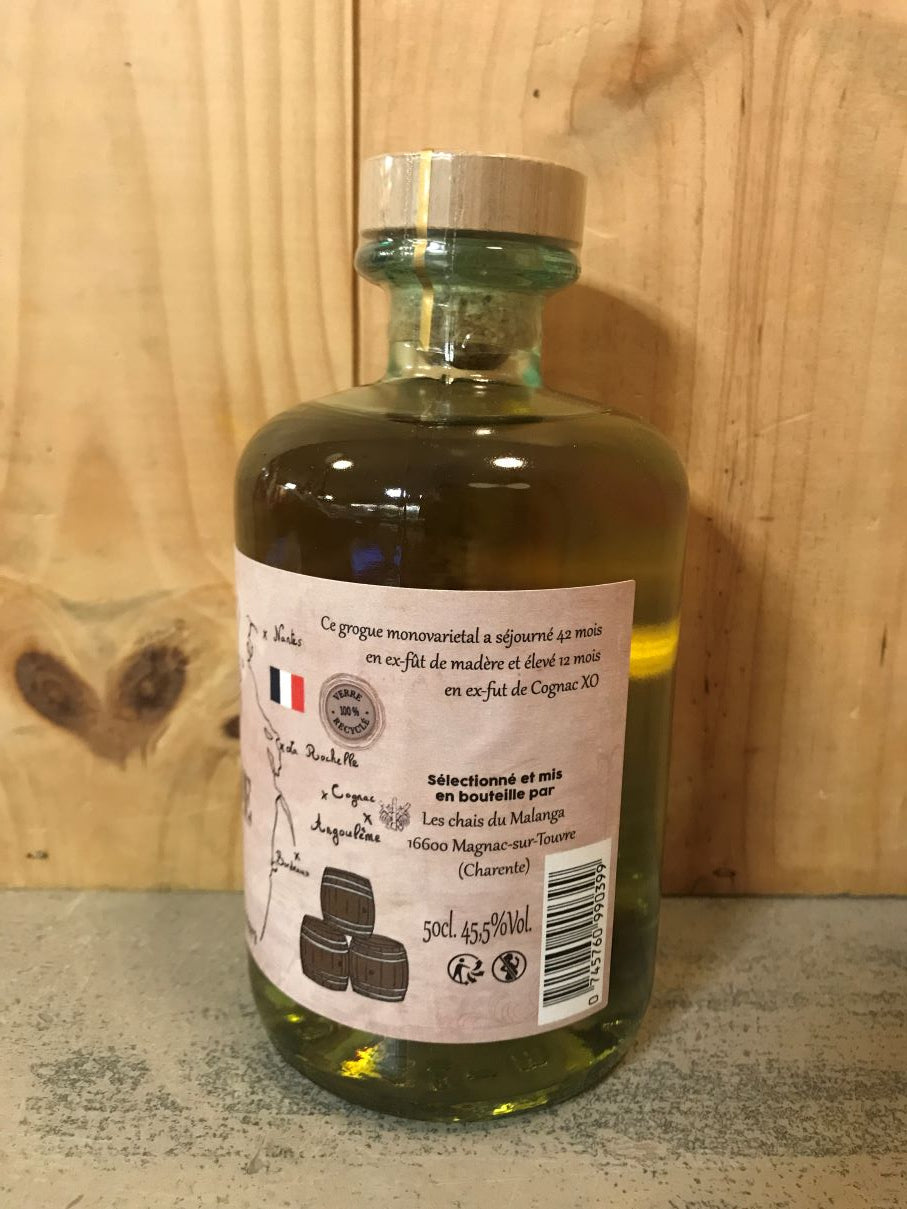 Ce grogue monovarietal a séjourné 42 mois
en ex-fût de madère et élevé 12 mois
en ex-fut de Cognac XO
x Nantes
VERRE
100 %
RECYCLÉ
x La Rochelle
x Cognac
x
Angoulême
x
Bordeaux
Sélectionné et mis
en bouteille par
Les chais du Malanga
16600 Magnac-sur-Touvre
(Charente)
50cl. 45,5%Vol.
0 745760 990399